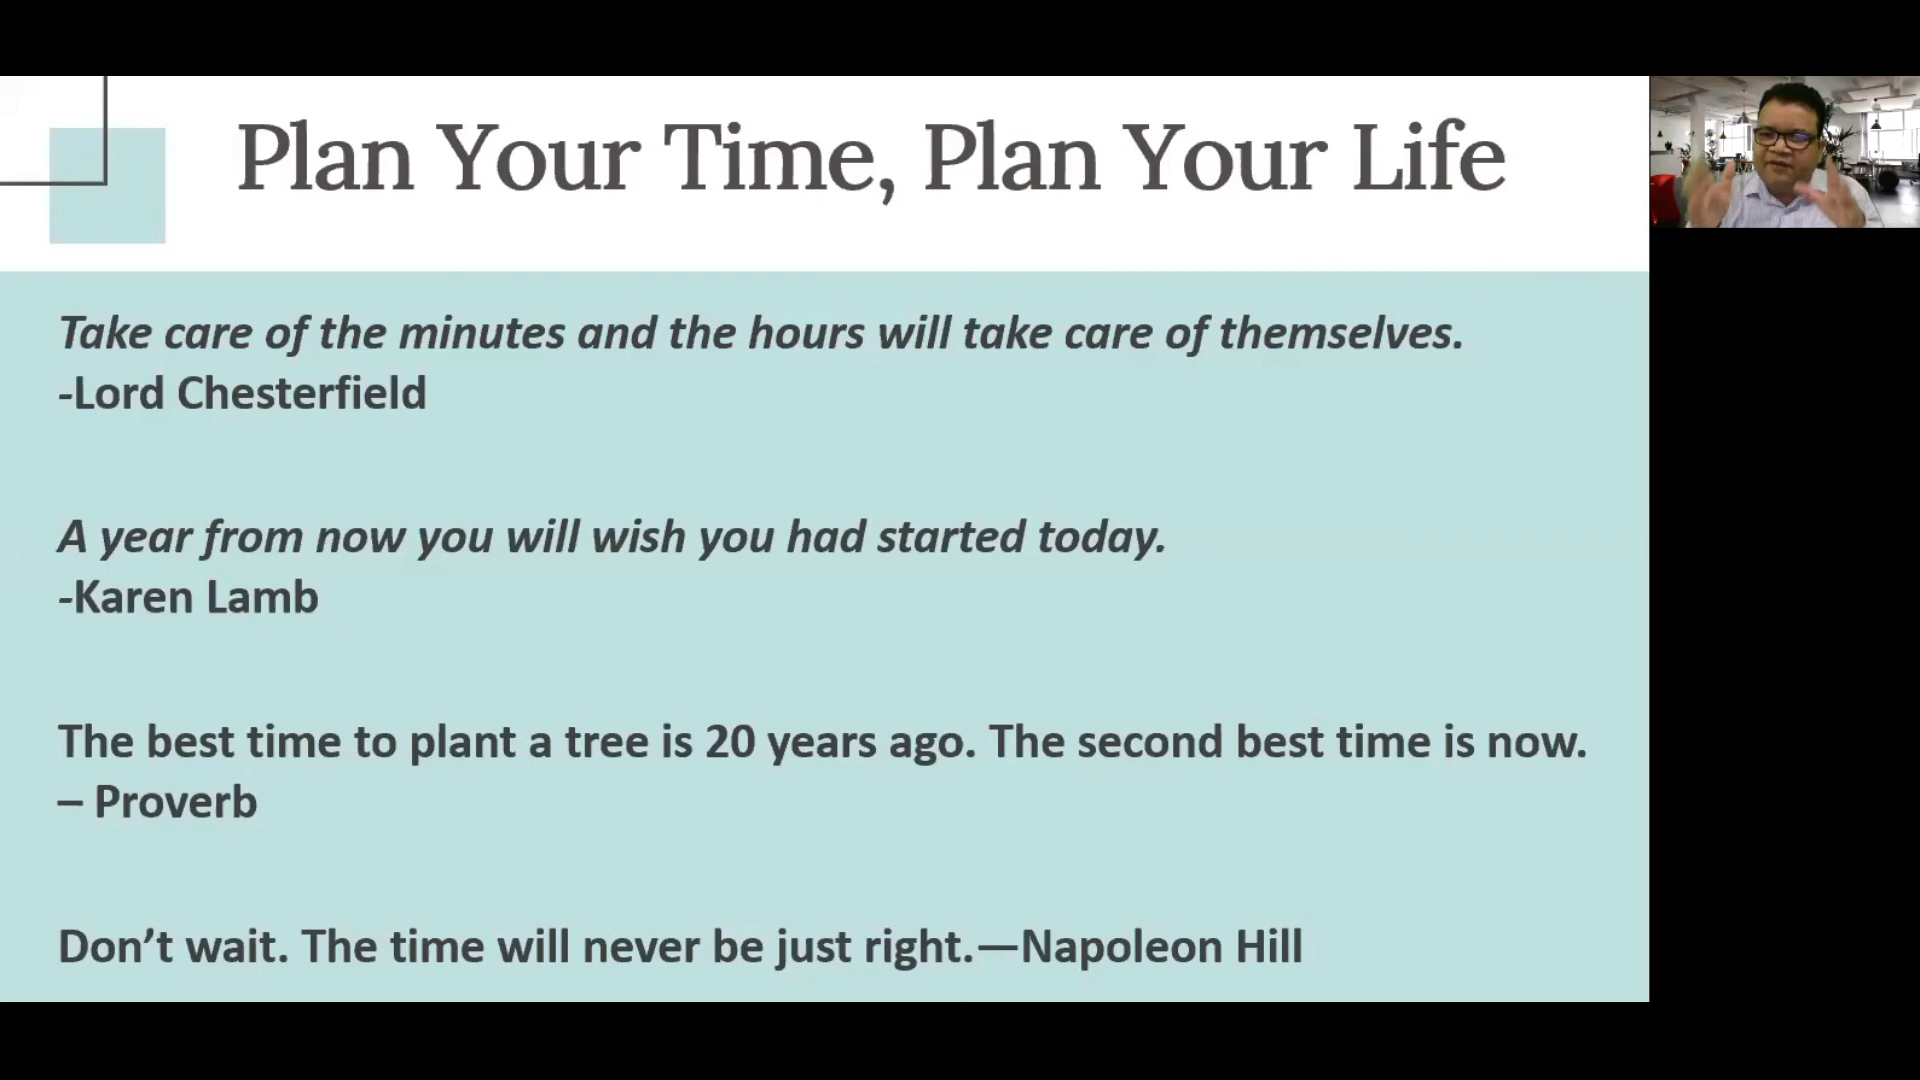 Plan Your Time, Plan Your Life
Take care of the minutes and the hours will take care of themselves.
-Lord Chesterfield
A year from now you will wish you had started today.
-Karen Lamb
The best time to plant a tree is 20 years ago. The second best time is now.
– Proverb
Don’t wait. The time will never be just right.—Napoleon Hill